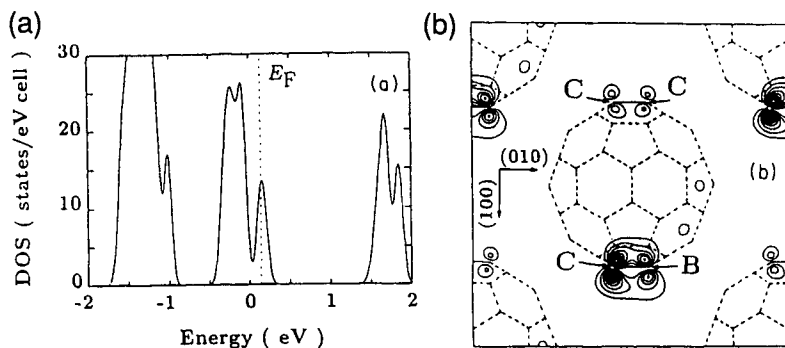 (a)
DOS ( states/eV cell)
30
20
10
0
E_F
(a)
-2
-1
0
1
2
Energy ( eV )
(b)
C
C
(010)
(100)
(b)
C
B